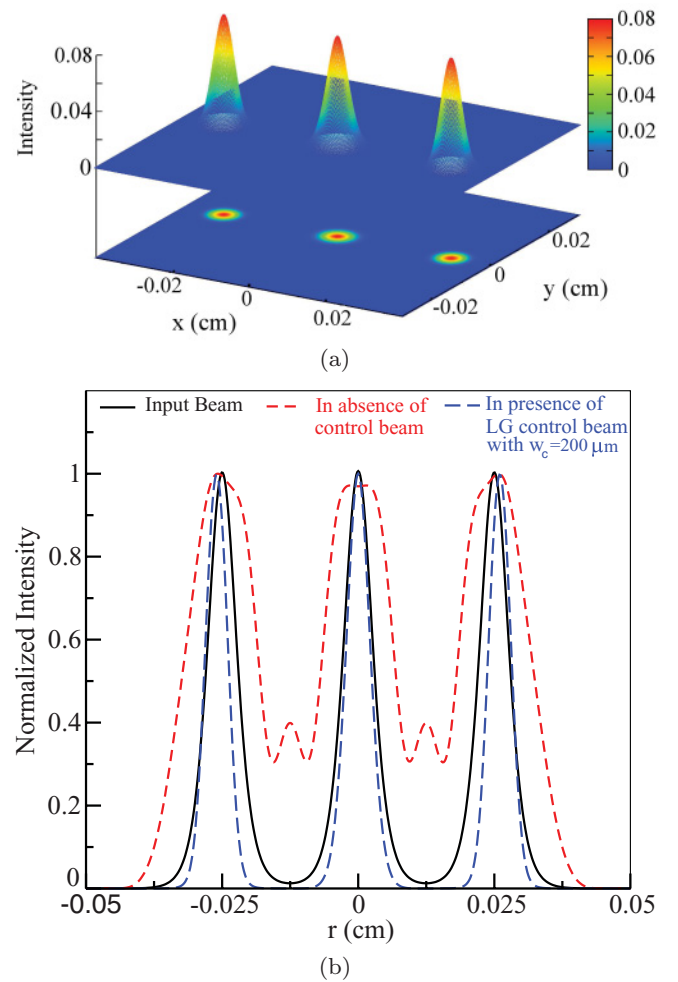 0.08
0.04
0
Intensity
0.08
0.06
0.04
0.02
0
-0.02
0
0.02
x (cm)
-0.02
0
0.02
y (cm)
(a)
Input Beam
In absence of
control beam
In presence of
LG control beam
with w_c=200 μm
1
0.8
0.6
0.4
0.2
0
Normalized Intensity
-0.05
-0.025
0
0.025
0.05
r (cm)
(b)